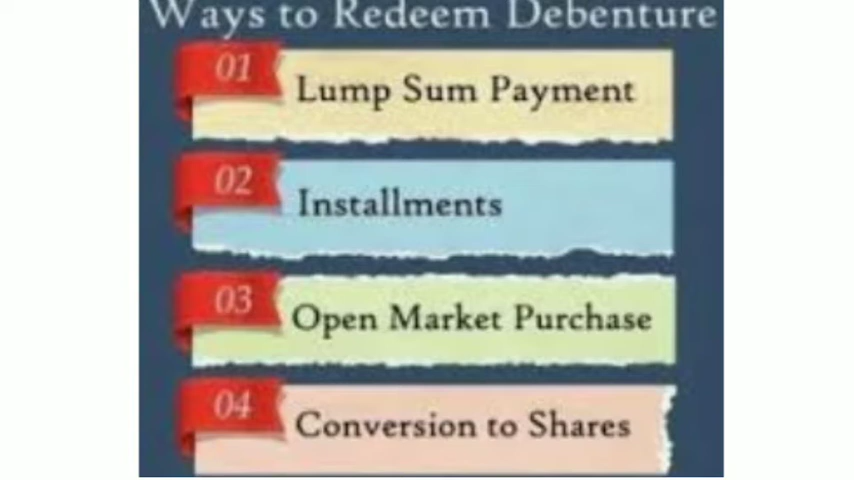 Ways to Redeem Debenture
01
Lump Sum Payment
02
Installments
03
Open Market Purchase
04
Conversion to Shares